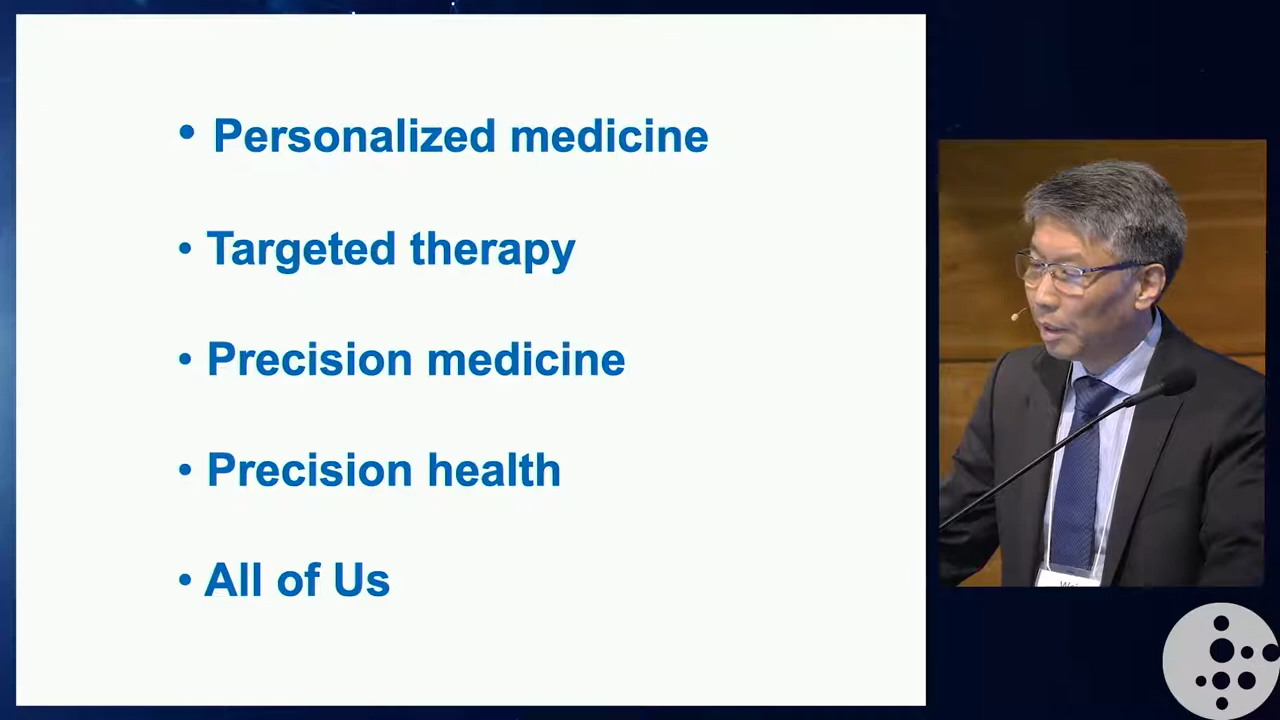 • Personalized medicine
• Targeted therapy
• Precision medicine
• Precision health
• All of Us